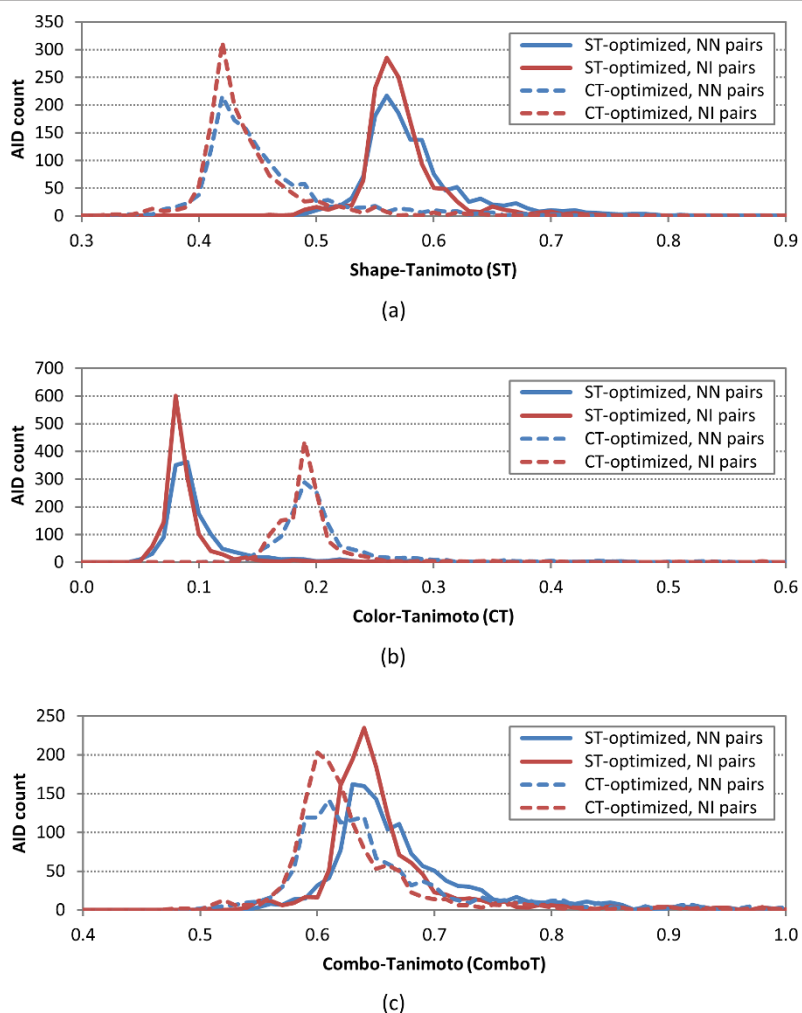 350
300
250
200
150
100
50
0
AID count
ST-optimized, NN pairs
ST-optimized, NI pairs
CT-optimized, NN pairs
CT-optimized, NI pairs
0.3 0.4 0.5 0.6 0.7 0.8 0.9
Shape-Tanimoto (ST)
(a)
700
600
500
400
300
200
100
0
AID count
ST-optimized, NN pairs
ST-optimized, NI pairs
CT-optimized, NN pairs
CT-optimized, NI pairs
0.0 0.1 0.2 0.3 0.4 0.5 0.6
Color-Tanimoto (CT)
(b)
250
200
150
100
50
0
AID count
ST-optimized, NN pairs
ST-optimized, NI pairs
CT-optimized, NN pairs
CT-optimized, NI pairs
0.4 0.5 0.6 0.7 0.8 0.9 1.0
Combo-Tanimoto (ComboT)
(c)